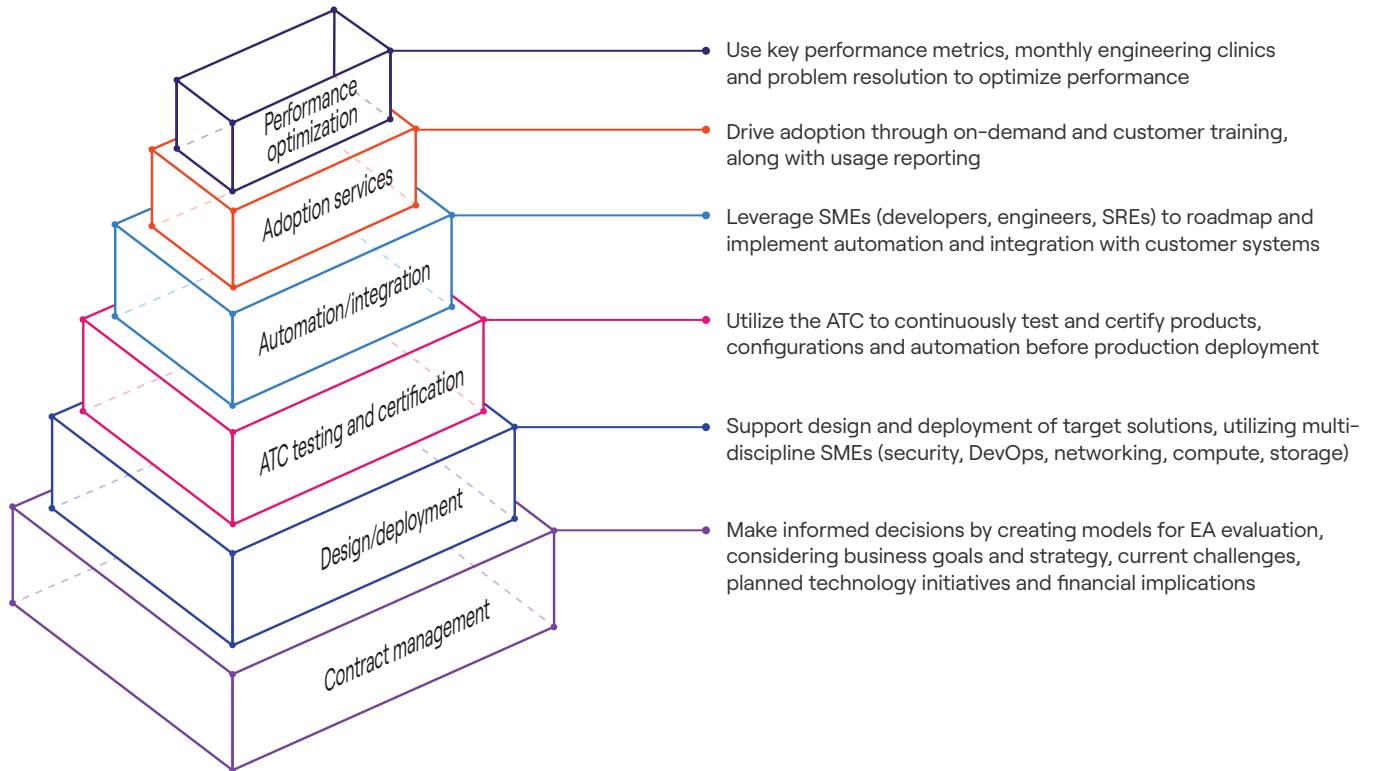 Performance
optimization
Use key performance metrics, monthly engineering clinics
and problem resolution to optimize performance
Adoption services
Drive adoption through on-demand and customer training,
along with usage reporting
Automation/integration
Leverage SMEs (developers, engineers, SREs) to roadmap and
implement automation and integration with customer systems
ATC testing and certification
Utilize the ATC to continuously test and certify products,
configurations and automation before production deployment
Design/deployment
Support design and deployment of target solutions, utilizing multi-
discipline SMEs (security, DevOps, networking, compute, storage)
Contract management
Make informed decisions by creating models for EA evaluation,
considering business goals and strategy, current challenges,
planned technology initiatives and financial implications